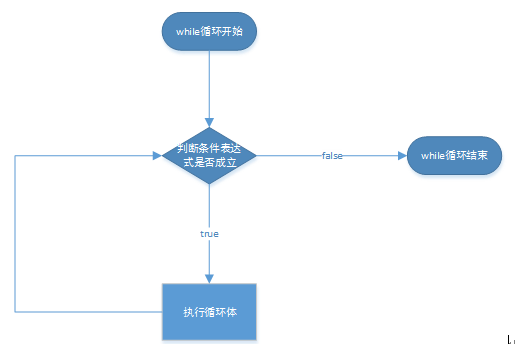 while循环开始
判断条件表达
式是否成立
false
while循环结束
true
执行循环体